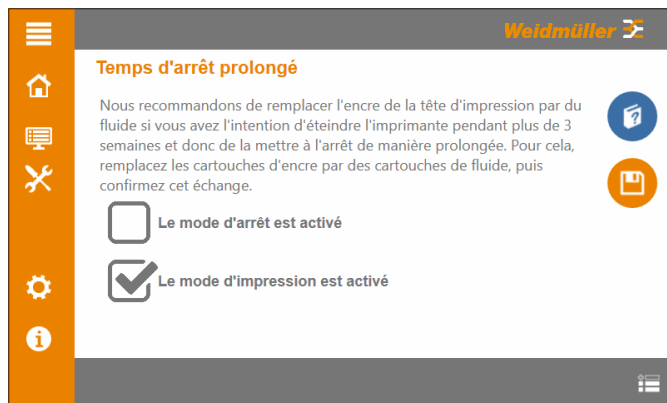 Weidmüller
Temps d'arrêt prolongé
Nous recommandons de remplacer l'encre de la tête d'impression par du
fluide si vous avez l'intention d'éteindre l'imprimante pendant plus de 3
semaines et donc de la mettre à l'arrêt de manière prolongée. Pour cela,
remplacez les cartouches d'encre par des cartouches de fluide, puis
confirmez cet échange.
Le mode d'arrêt est activé
Le mode d'impression est activé